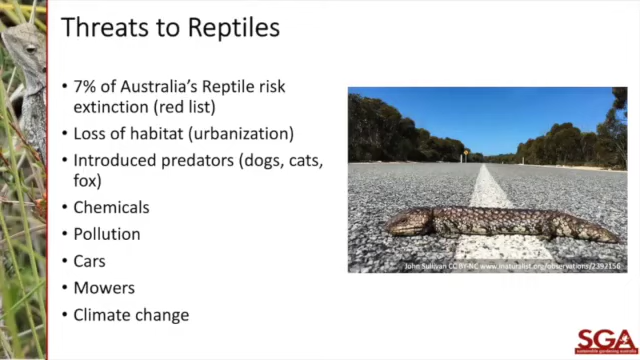 Threats to Reptiles
• 7% of Australia's Reptile risk
extinction (red list)
• Loss of habitat (urbanization)
• Introduced predators (dogs, cats,
fox)
• Chemicals
• Pollution
• Cars
• Mowers
• Climate change
John Sullivan CC BY-NC www.inaturalist.org/observations/2392156
SGA
sustainable gardening australia